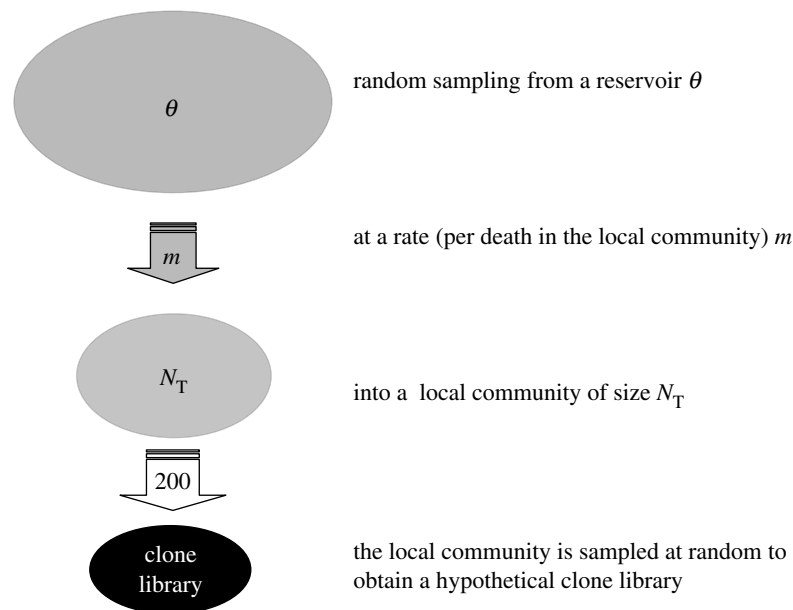 θ
random sampling from a reservoir θ
m
at a rate (per death in the local community) m
N_T
into a local community of size N_T
200
clone
library
the local community is sampled at random to
obtain a hypothetical clone library